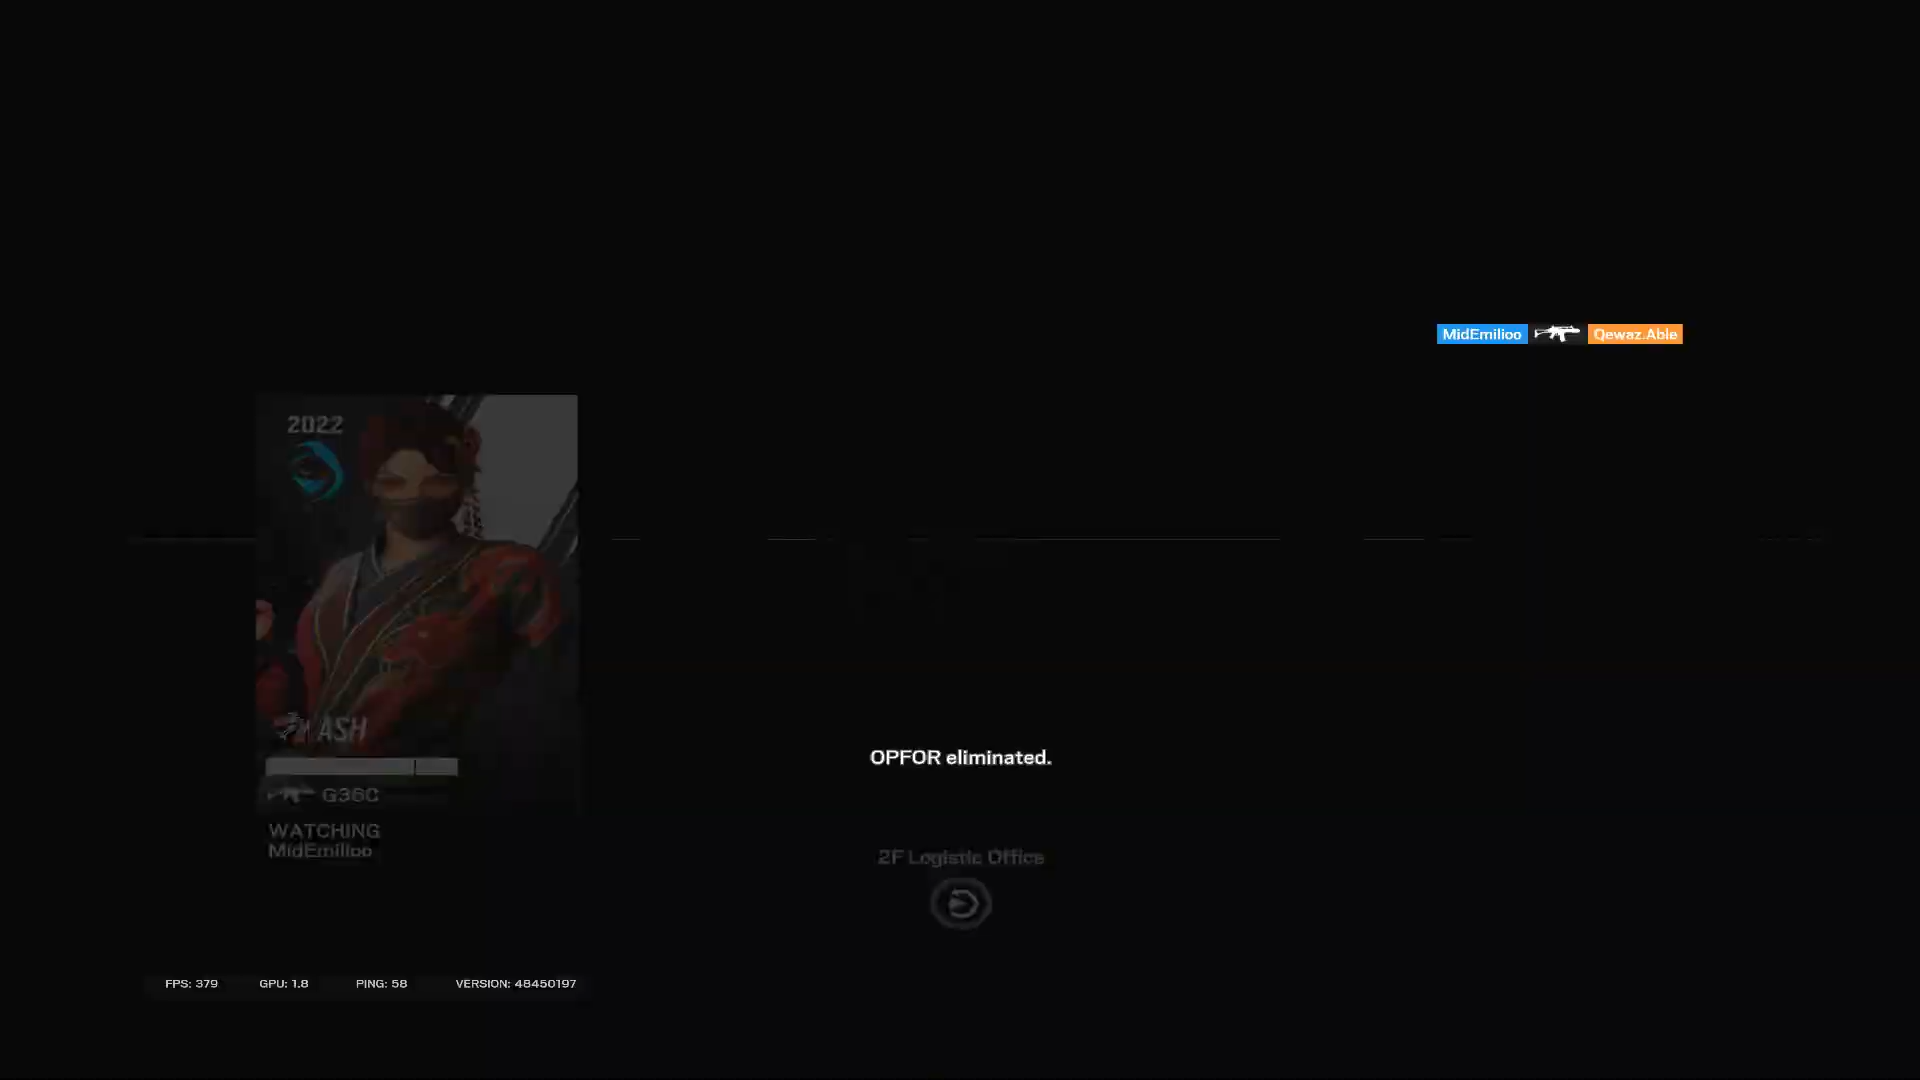 MidEmilioo Qewaz.Able
2022
ASH
G36C
WATCHING
MidEmilioo
OPFOR eliminated.
2F Logistic Office
FPS: 379 GPU: 1.8 PING: 58 VERSION: 48450197